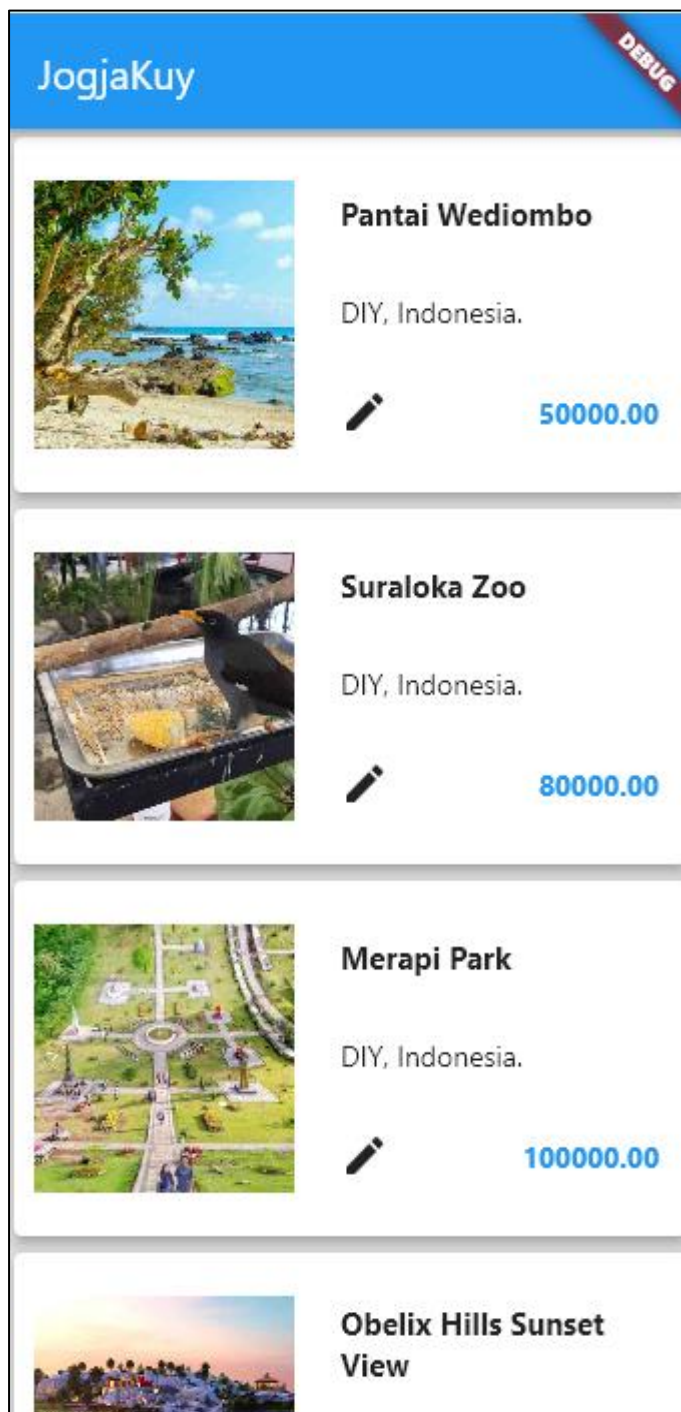 JogjaKuy
DEBUG
Pantai Wediombo
DIY, Indonesia.
50000.00
Suraloka Zoo
DIY, Indonesia.
80000.00
Merapi Park
DIY, Indonesia.
100000.00
Obelix Hills Sunset
View